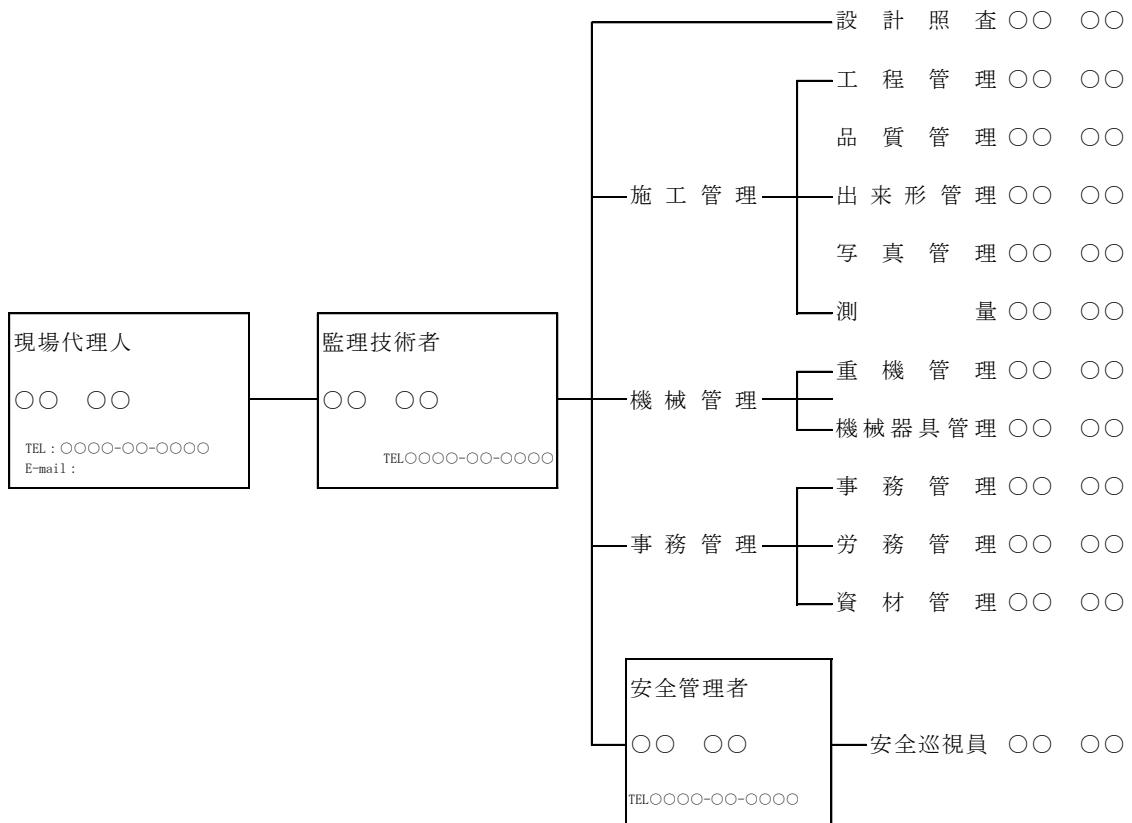 設計照査 ○○ ○○
工程管理 ○○ ○○
品質管理 ○○ ○○
施工管理
出来形管理 ○○ ○○
写真管理 ○○ ○○
測量 ○○ ○○
現場代理人
○○ ○○
TEL:○○○○-○○-○○○○
E-mail:
監理技術者
○○ ○○
TEL○○○○-○○-○○○○
重機管理 ○○ ○○
機械管理
機械器具管理 ○○ ○○
事務管理 ○○ ○○
事務管理
労務管理 ○○ ○○
資材管理 ○○ ○○
安全管理者
○○ ○○
TEL○○○○-○○-○○○○
安全巡視員 ○○ ○○